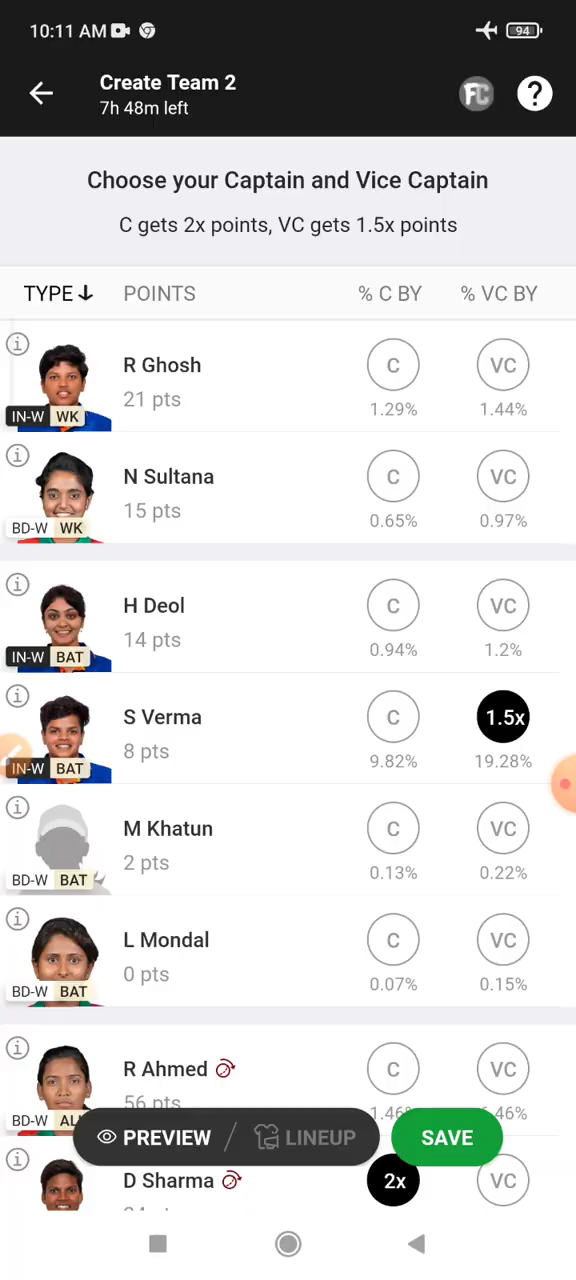 10:11 AM
94
Create Team 2
7h 48m left
FC
?
Choose your Captain and Vice Captain
C gets 2x points, VC gets 1.5x points
TYPE POINTS % C BY % VC BY
R Ghosh C VC
21 pts
IN-W WK 1.29% 1.44%
N Sultana C VC
15 pts
BD-W WK 0.65% 0.97%
H Deol C VC
14 pts
IN-W BAT 0.94% 1.2%
S Verma C 1.5x
8 pts
IN-W BAT 9.82% 19.28%
M Khatun C VC
2 pts
BD-W BAT 0.13% 0.22%
L Mondal C VC
0 pts
BD-W BAT 0.07% 0.15%
R Ahmed C VC
56 pts
BD-W
PREVIEW LINEUP SAVE
D Sharma 2x VC